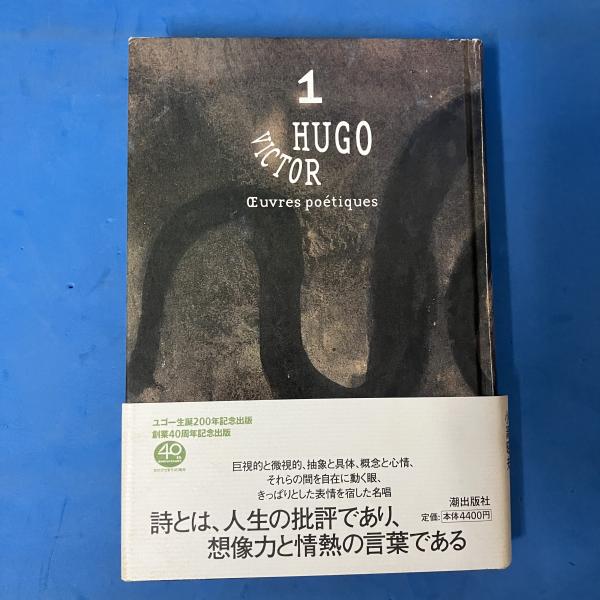 1
VICTOR
HUGO
Œuvres poétiques
ユゴー生誕200年記念出版
創業40周年記念出版
40th
ANNIVERSARY
巨視的と微視的、抽象と具体、概念と心情、
それらの間を自在に動く眼、
きっぱりとした表情を宿した名唱
詩とは、人生の批評であり、
想像力と情熱の言葉である
潮出版社
定価:本体4400円